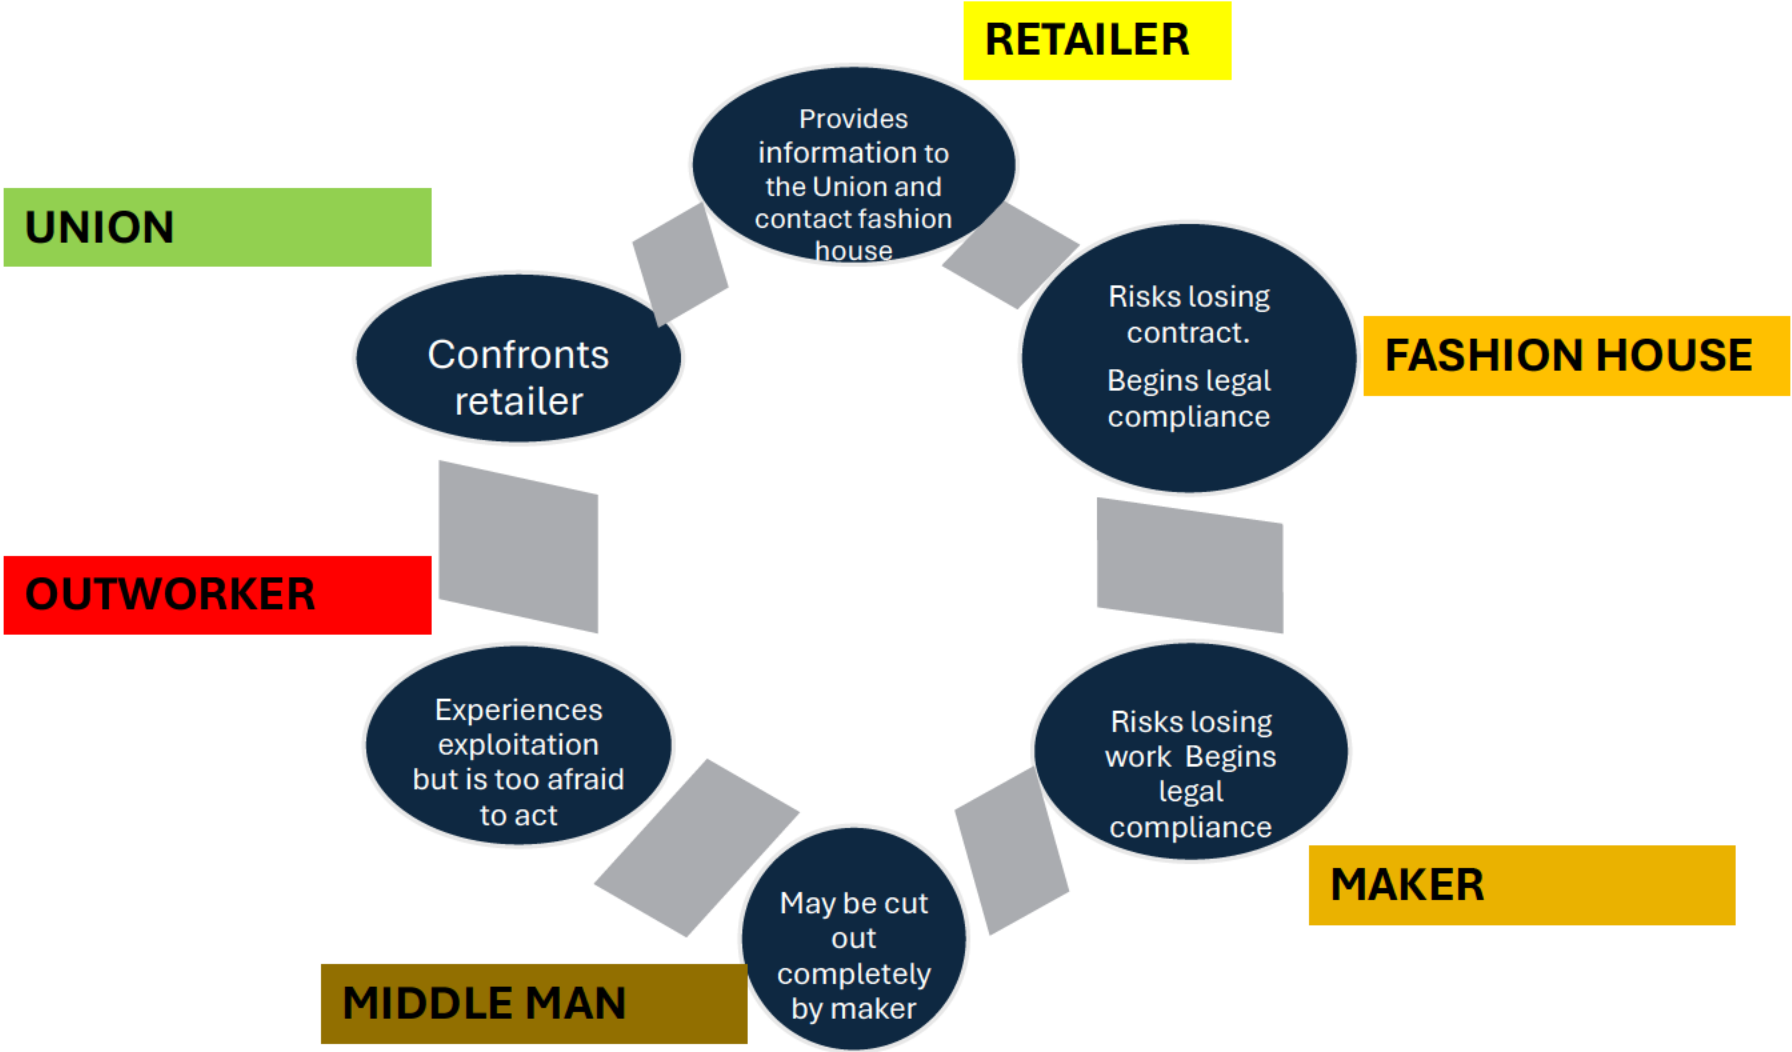 RETAILER
Provides
information to
the Union and
contact fashion
house
UNION
Confronts
retailer
Risks losing
contract.
Begins legal
compliance
FASHION HOUSE
OUTWORKER
Experiences
exploitation
but is too afraid
to act
Risks losing
work  Begins
legal
compliance
MAKER
May be cut
out
completely
by maker
MIDDLE MAN